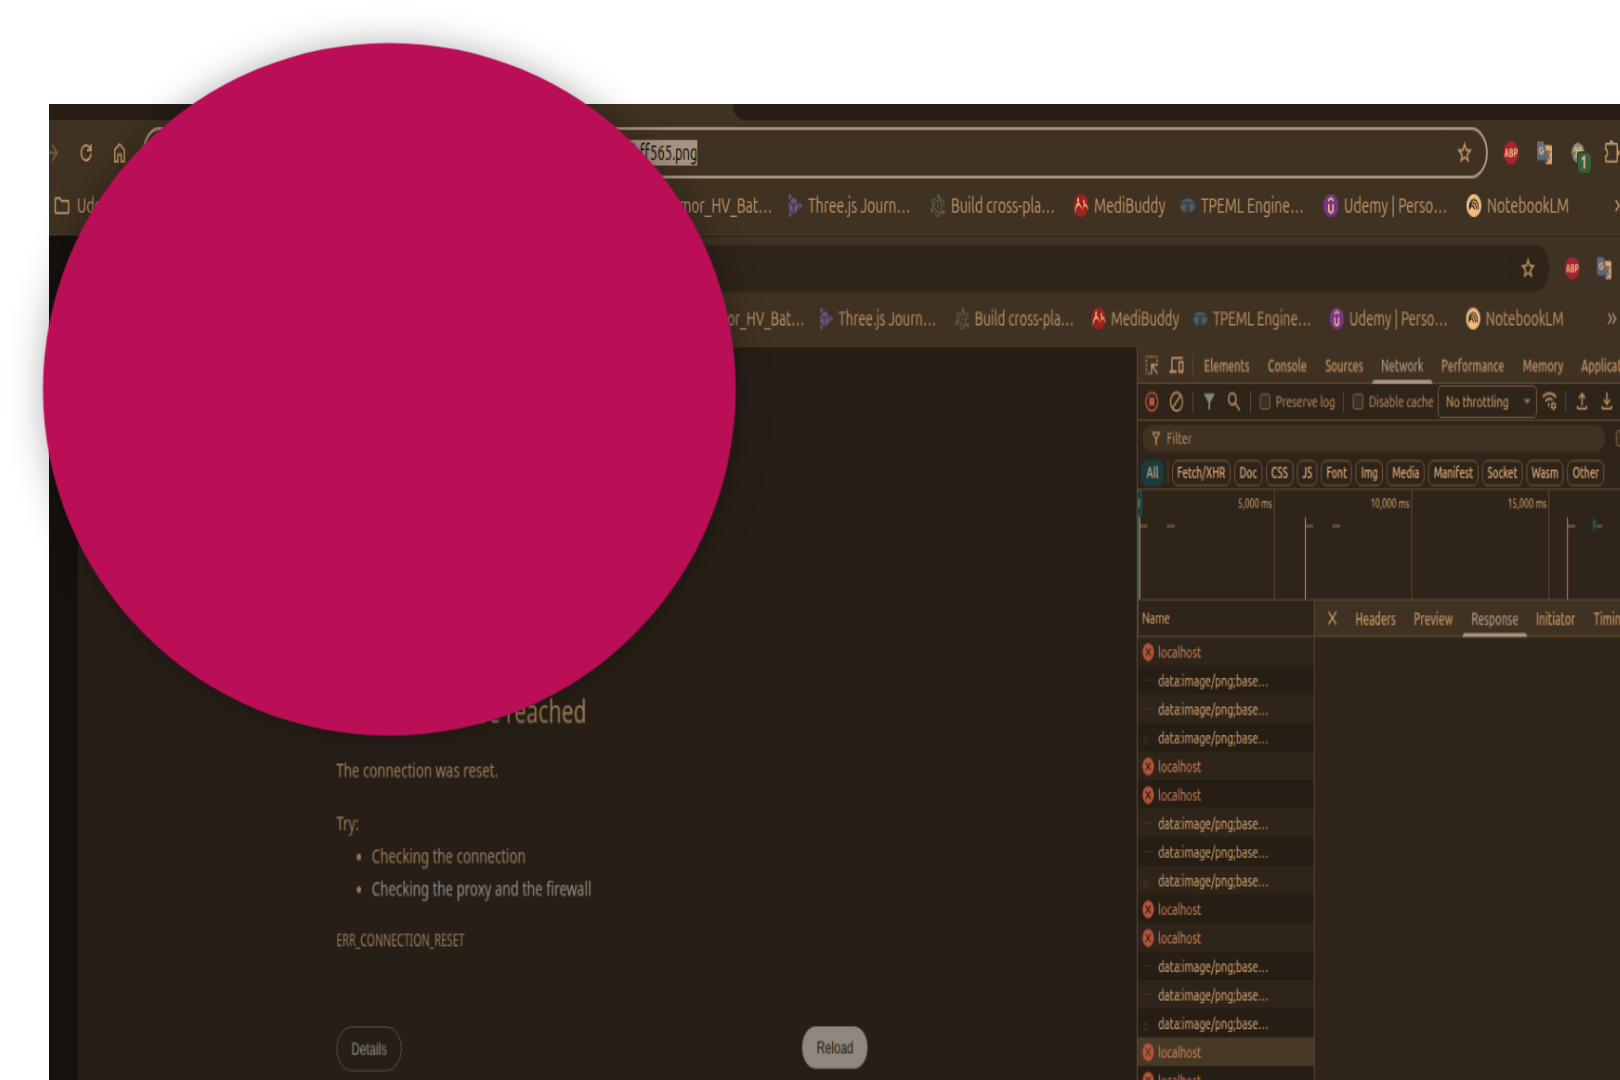 ff565.png
ABP
1
mor_HV_Bat... Three.js Journ... Build cross-pla... MediBuddy TPEML Engine... Udemy | Perso... NotebookLM »
ABP
or_HV_Bat... Three.js Journ... Build cross-pla... MediBuddy TPEML Engine... Udemy | Perso... NotebookLM »
Elements Console Sources Network Performance Memory Applicat
Preserve log Disable cache No throttling
Filter
All Fetch/XHR Doc CSS JS Font Img Media Manifest Socket Wasm Other
5,000 ms 10,000 ms 15,000 ms
Name Headers Preview Response Initiator Timin
localhost
data:image/png;base...
data:image/png;base...
data:image/png;base...
localhost
localhost
data:image/png;base...
data:image/png;base...
data:image/png;base...
localhost
localhost
data:image/png;base...
data:image/png;base...
data:image/png;base...
localhost
localhost
reached
The connection was reset.
Try:
• Checking the connection
• Checking the proxy and the firewall
ERR_CONNECTION_RESET
Details Reload